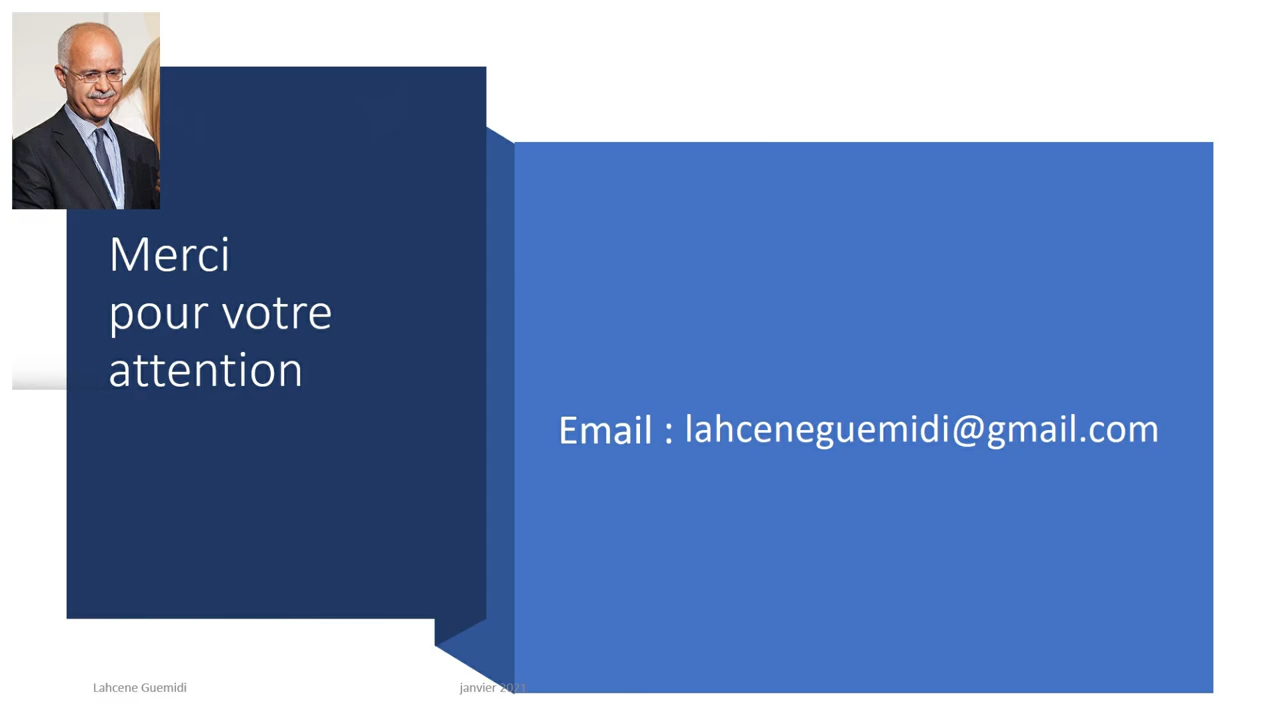 Merci
pour votre
attention
Email : lahceneguemidi@gmail.com
Lahcene Guemidi
janvier 2021